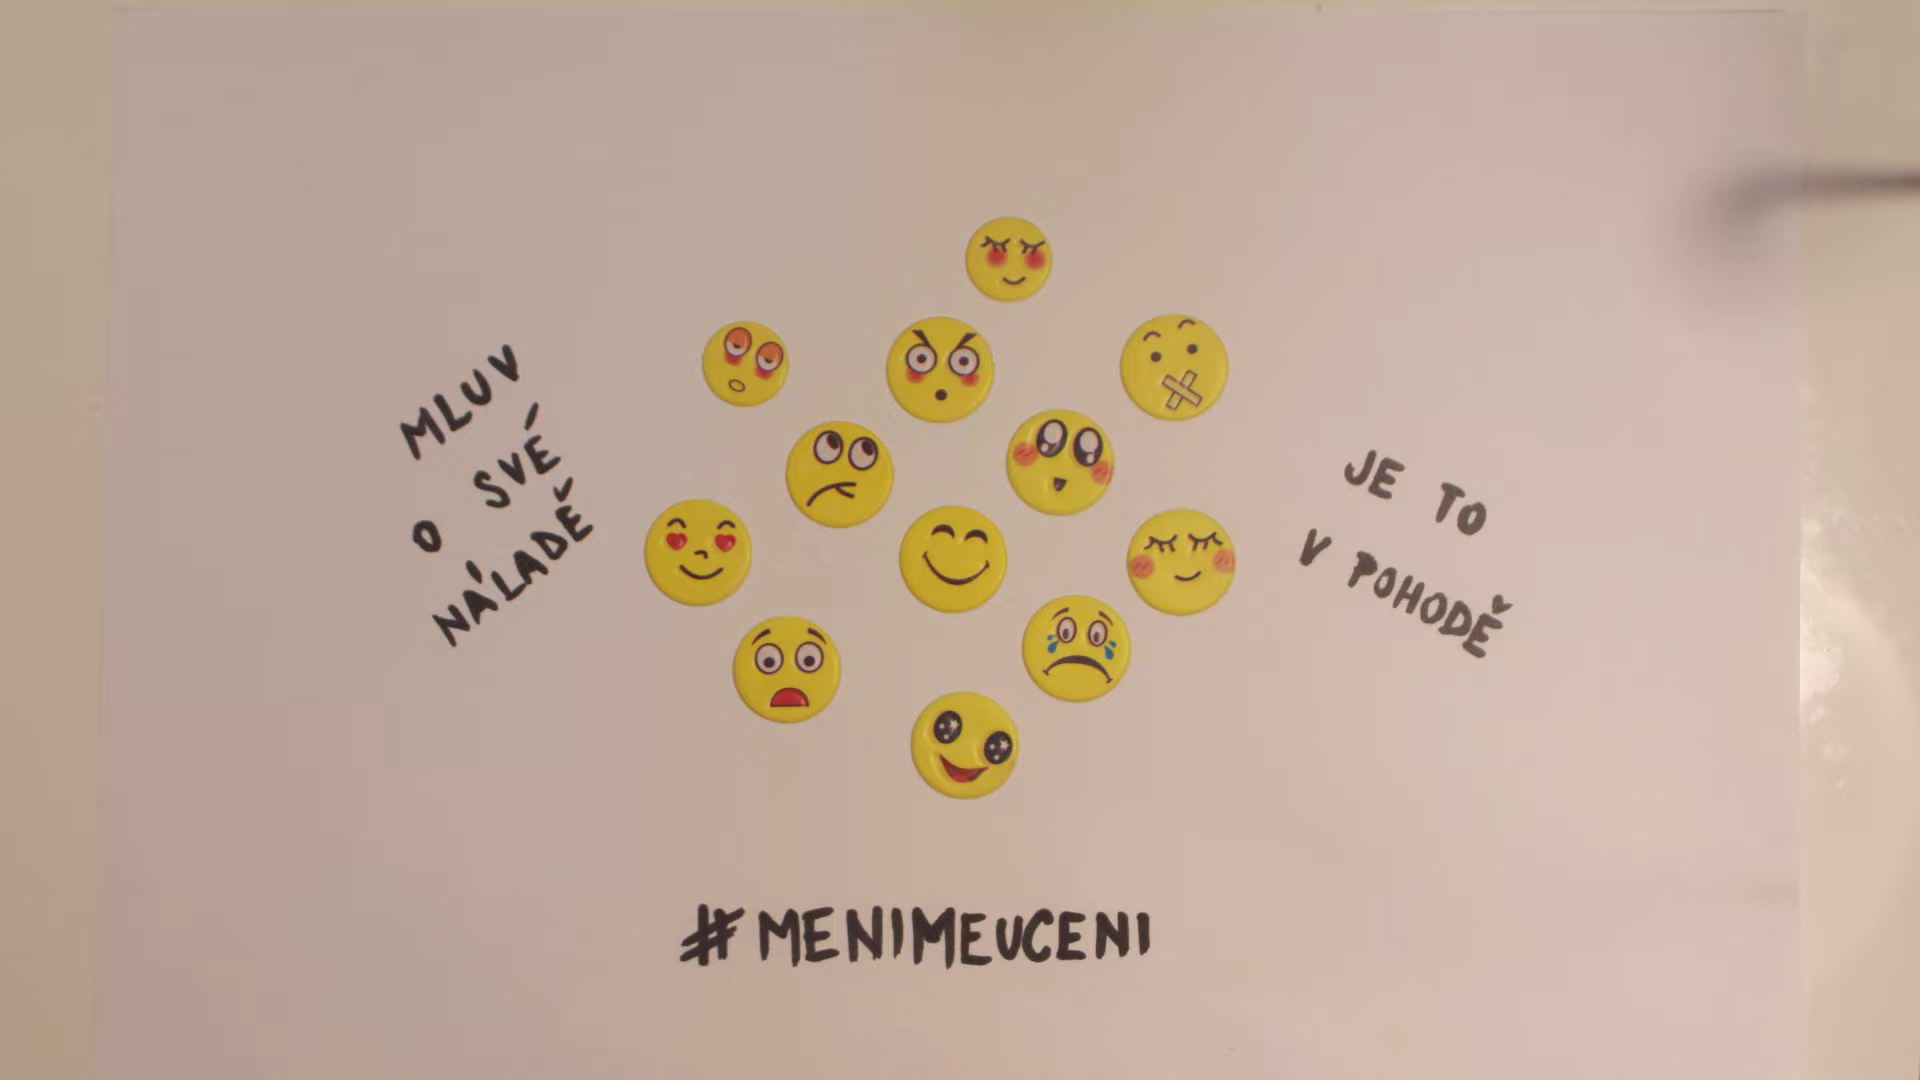 MLUV
O SVÉ
NÁLADĚ
JE TO
V POHODĚ
#MENIMEUCENI